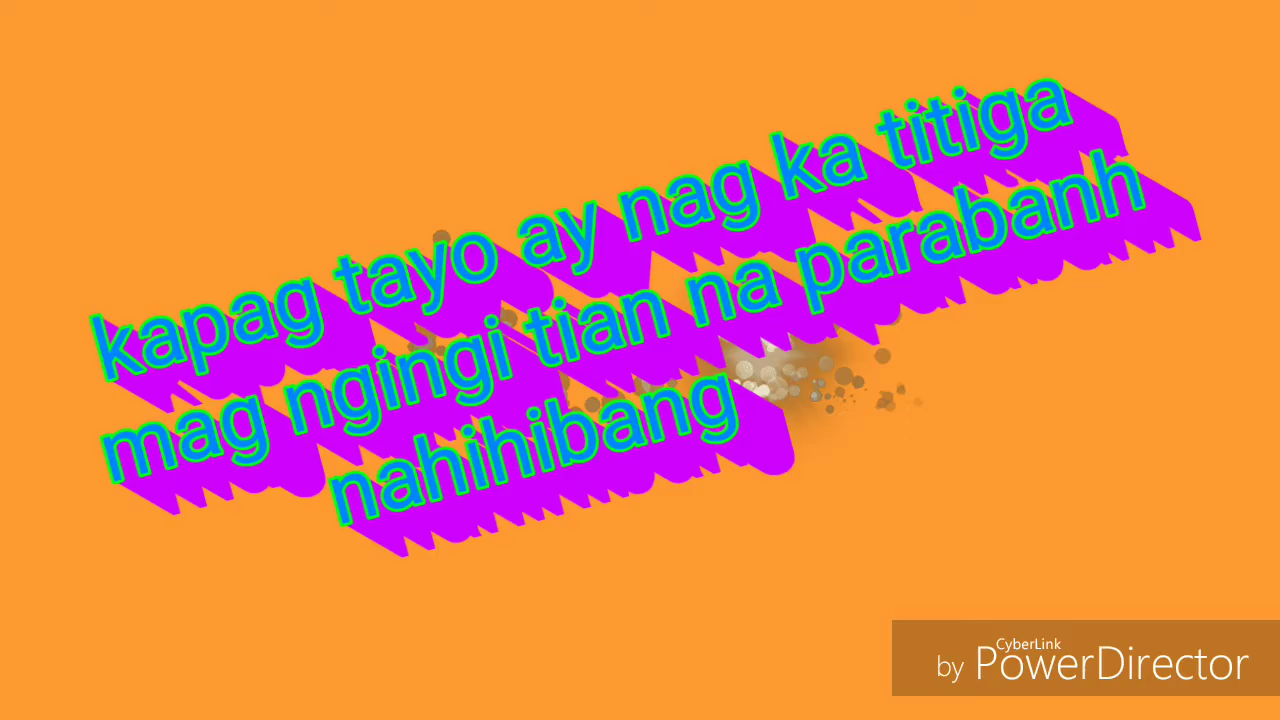 kapag tayo ay nag ka titiga
mag ngingi tian na parabanh
nahihibang
CyberLink
by PowerDirector